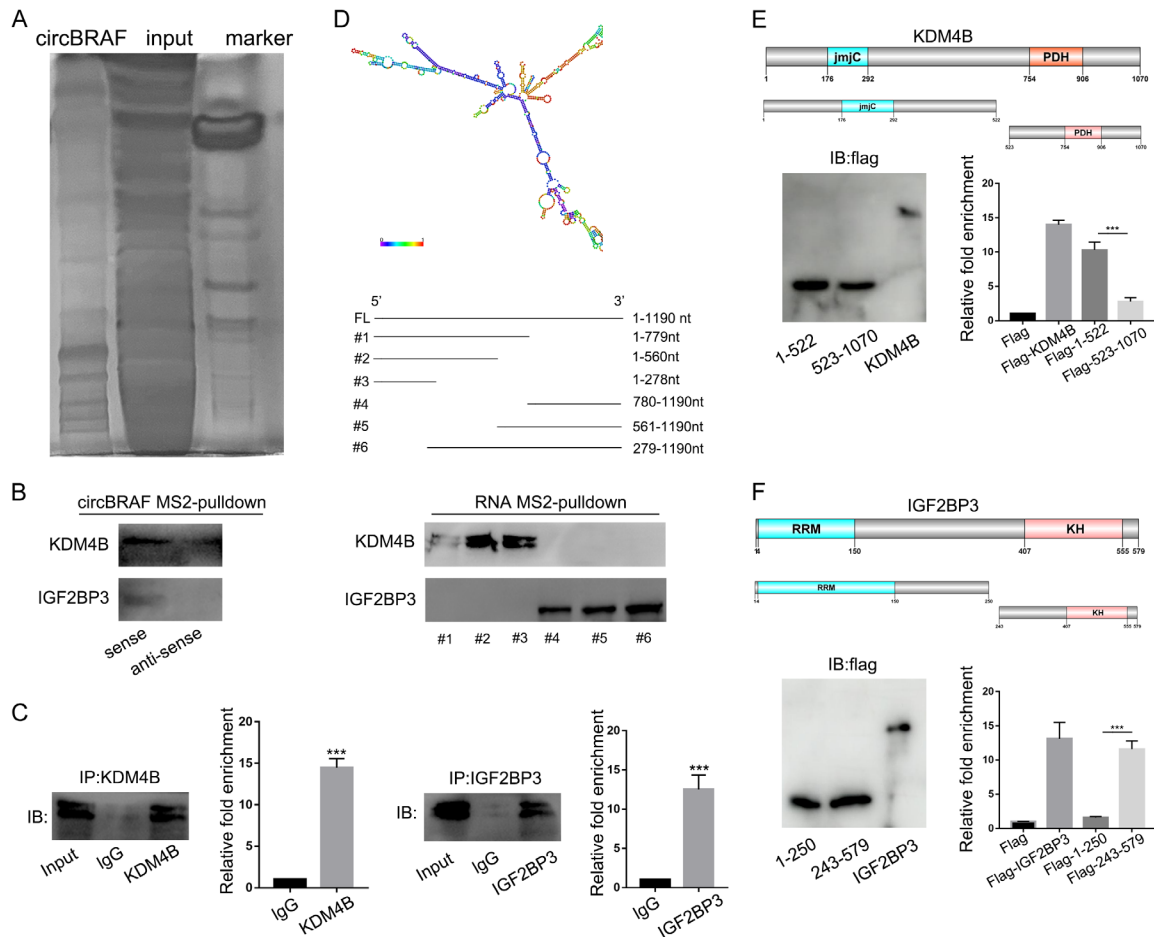 A
circBRAF input marker
D
0 1
5' 3'
FL 1-1190 nt
#1 1-779nt
#2 1-560nt
#3 1-278nt
#4 780-1190nt
#5 561-1190nt
#6 279-1190nt
B
circBRAF MS2-pulldown
KDM4B
IGF2BP3
sense
anti-sense
RNA MS2-pulldown
KDM4B
IGF2BP3
#1 #2 #3 #4 #5 #6
C
IP:KDM4B
IB:
Input IgG KDM4B
Relative fold enrichment
20
15
10
5
0
***
IgG
KDM4B
IP:IGF2BP3
IB:
Input IgG IGF2BP3
Relative fold enrichment
20
15
10
5
0
***
IgG
IGF2BP3
E
KDM4B
jmjC PDH
1 176 292 754 906 1070
jmjC
1 176 292 522
PDH
523 754 906 1070
IB:flag
1-522
523-1070
KDM4B
Relative fold enrichment
20
15
10
5
0
***
Flag
Flag-KDM4B
Flag-1-522
Flag-523-1070
F
IGF2BP3
RRM KH
14 150 407 555 579
RRM
14 150 250
KH
243 407 555 579
IB:flag
1-250
243-579
IGF2BP3
Relative fold enrichment
20
15
10
5
0
***
Flag
Flag-IGF2BP3
Flag-1-250
Flag-243-579